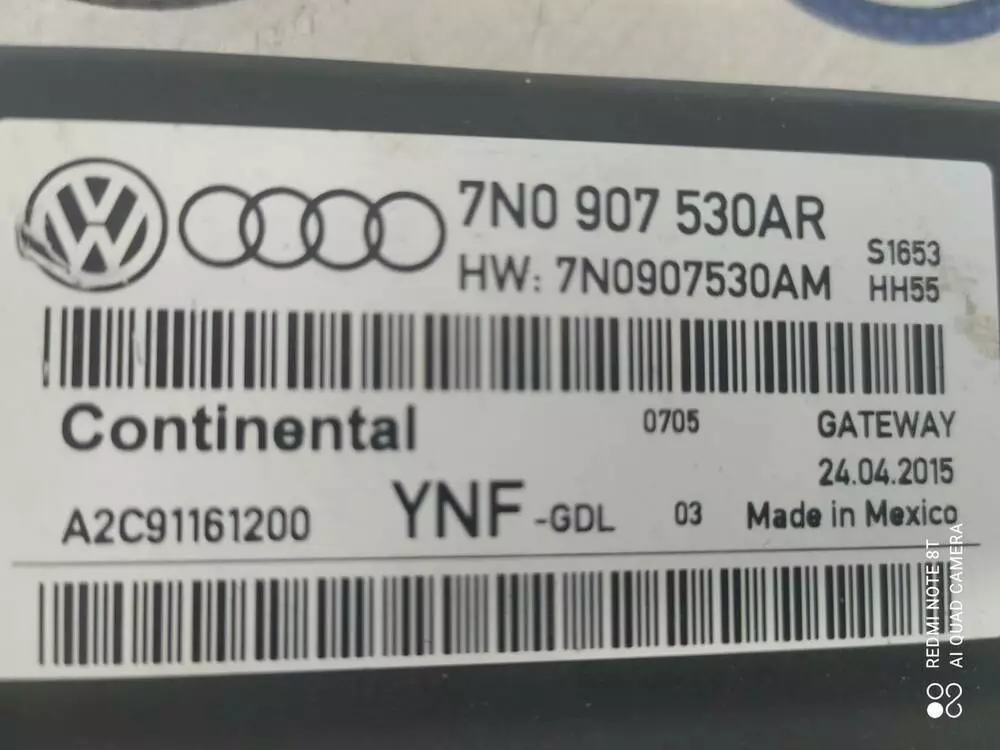 7N0 907 530AR
HW: 7N0907530AM
S1653
HH55
Continental
0705
GATEWAY
24.04.2015
A2C91161200
YNF-GDL
03
Made in Mexico
REDMI NOTE 8T
AI QUAD CAMERA